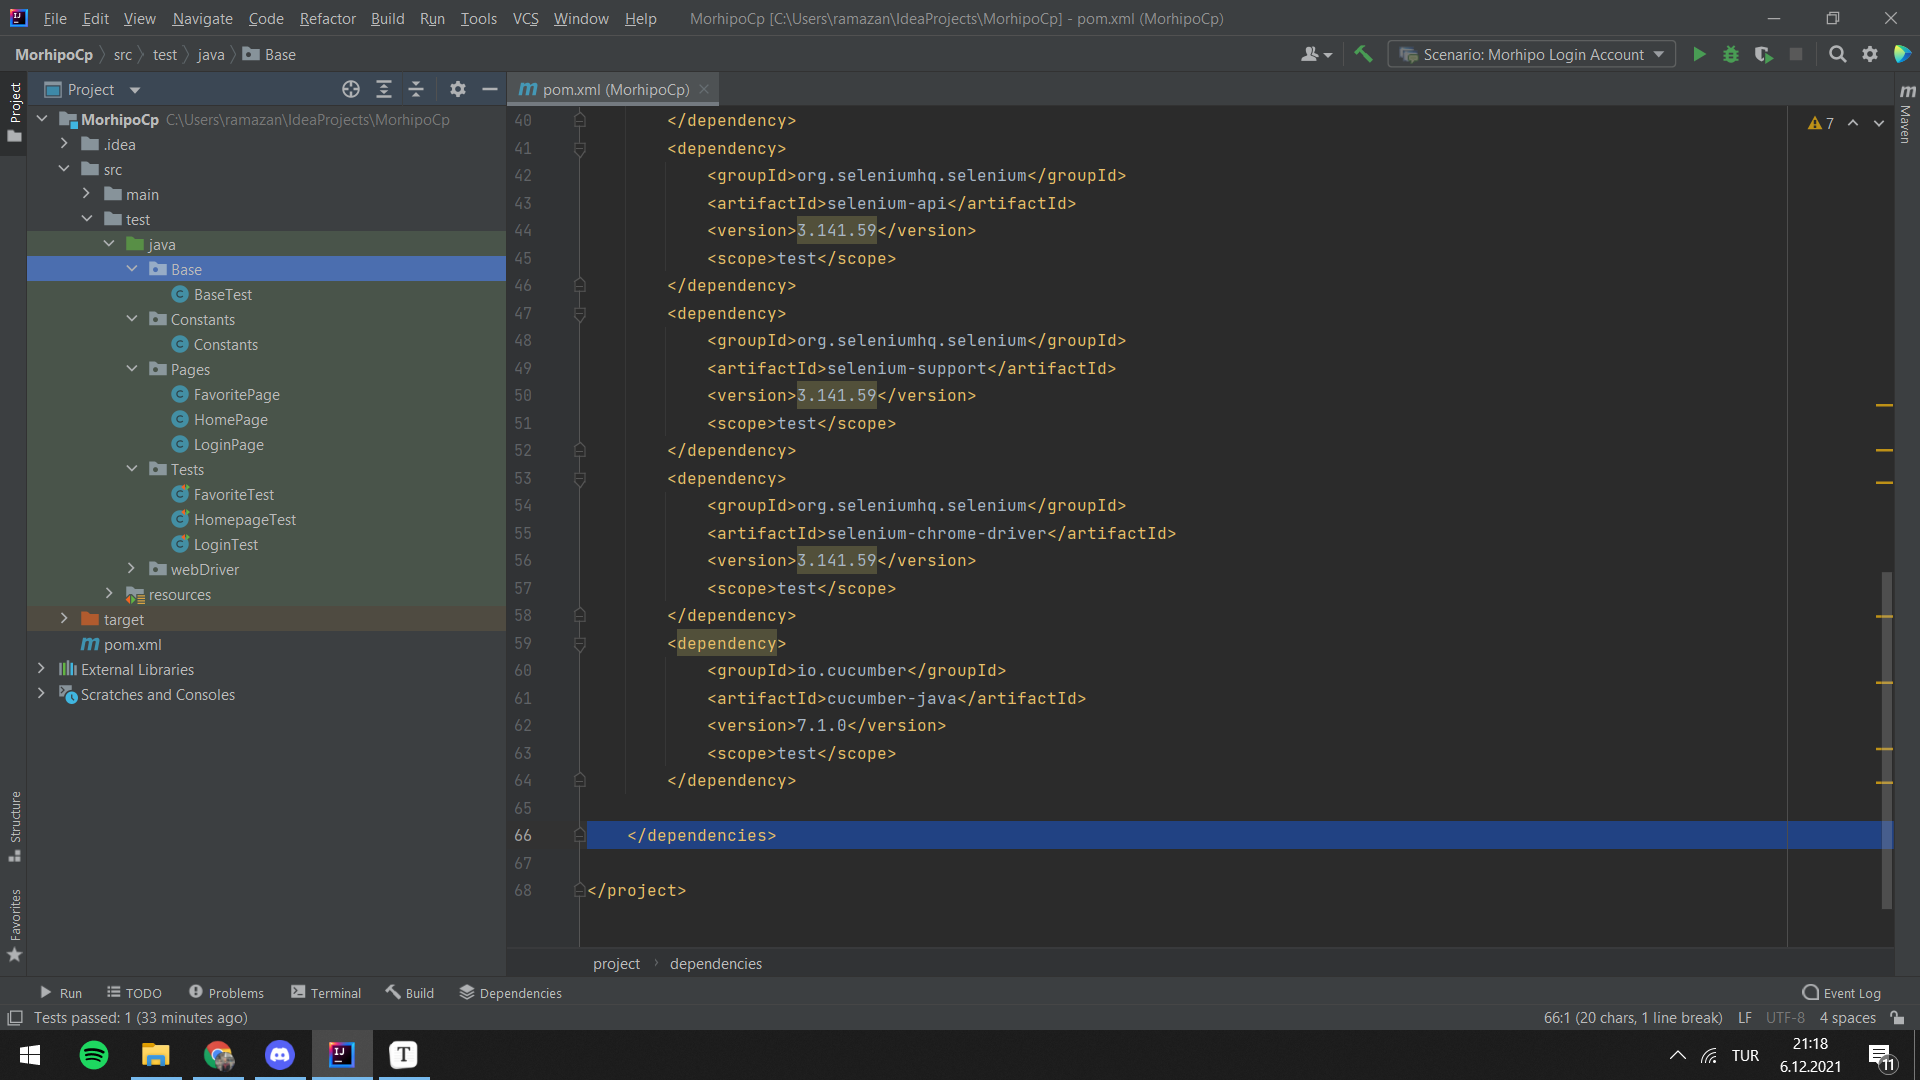 File Edit View Navigate Code Refactor Build Run Tools VCS Window Help MorhipoCp [C:\Users\ramazan\IdeaProjects\MorhipoCp] - pom.xml (MorhipoCp)
MorhipoCp src test java Base Scenario: Morhipo Login Account
Project
Project
pom.xml (MorhipoCp)
Maven
MorhipoCp C:\Users\ramazan\IdeaProjects\MorhipoCp
.idea
src
main
test
java
Base
BaseTest
Constants
Constants
Pages
FavoritePage
HomePage
LoginPage
Tests
FavoriteTest
HomepageTest
LoginTest
webDriver
resources
target
pom.xml
External Libraries
Scratches and Consoles
Structure
Favorites
7
40 </dependency>
41 <dependency>
42 <groupId>org.seleniumhq.selenium</groupId>
43 <artifactId>selenium-api</artifactId>
44 <version>3.141.59</version>
45 <scope>test</scope>
46 </dependency>
47 <dependency>
48 <groupId>org.seleniumhq.selenium</groupId>
49 <artifactId>selenium-support</artifactId>
50 <version>3.141.59</version>
51 <scope>test</scope>
52 </dependency>
53 <dependency>
54 <groupId>org.seleniumhq.selenium</groupId>
55 <artifactId>selenium-chrome-driver</artifactId>
56 <version>3.141.59</version>
57 <scope>test</scope>
58 </dependency>
59 <dependency>
60 <groupId>io.cucumber</groupId>
61 <artifactId>cucumber-java</artifactId>
62 <version>7.1.0</version>
63 <scope>test</scope>
64 </dependency>
65
66 </dependencies>
67
68 </project>
project dependencies
Run TODO Problems Terminal Build Dependencies Event Log
Tests passed: 1 (33 minutes ago) 66:1 (20 chars, 1 line break) LF UTF-8 4 spaces
TUR 21:18
6.12.2021
11